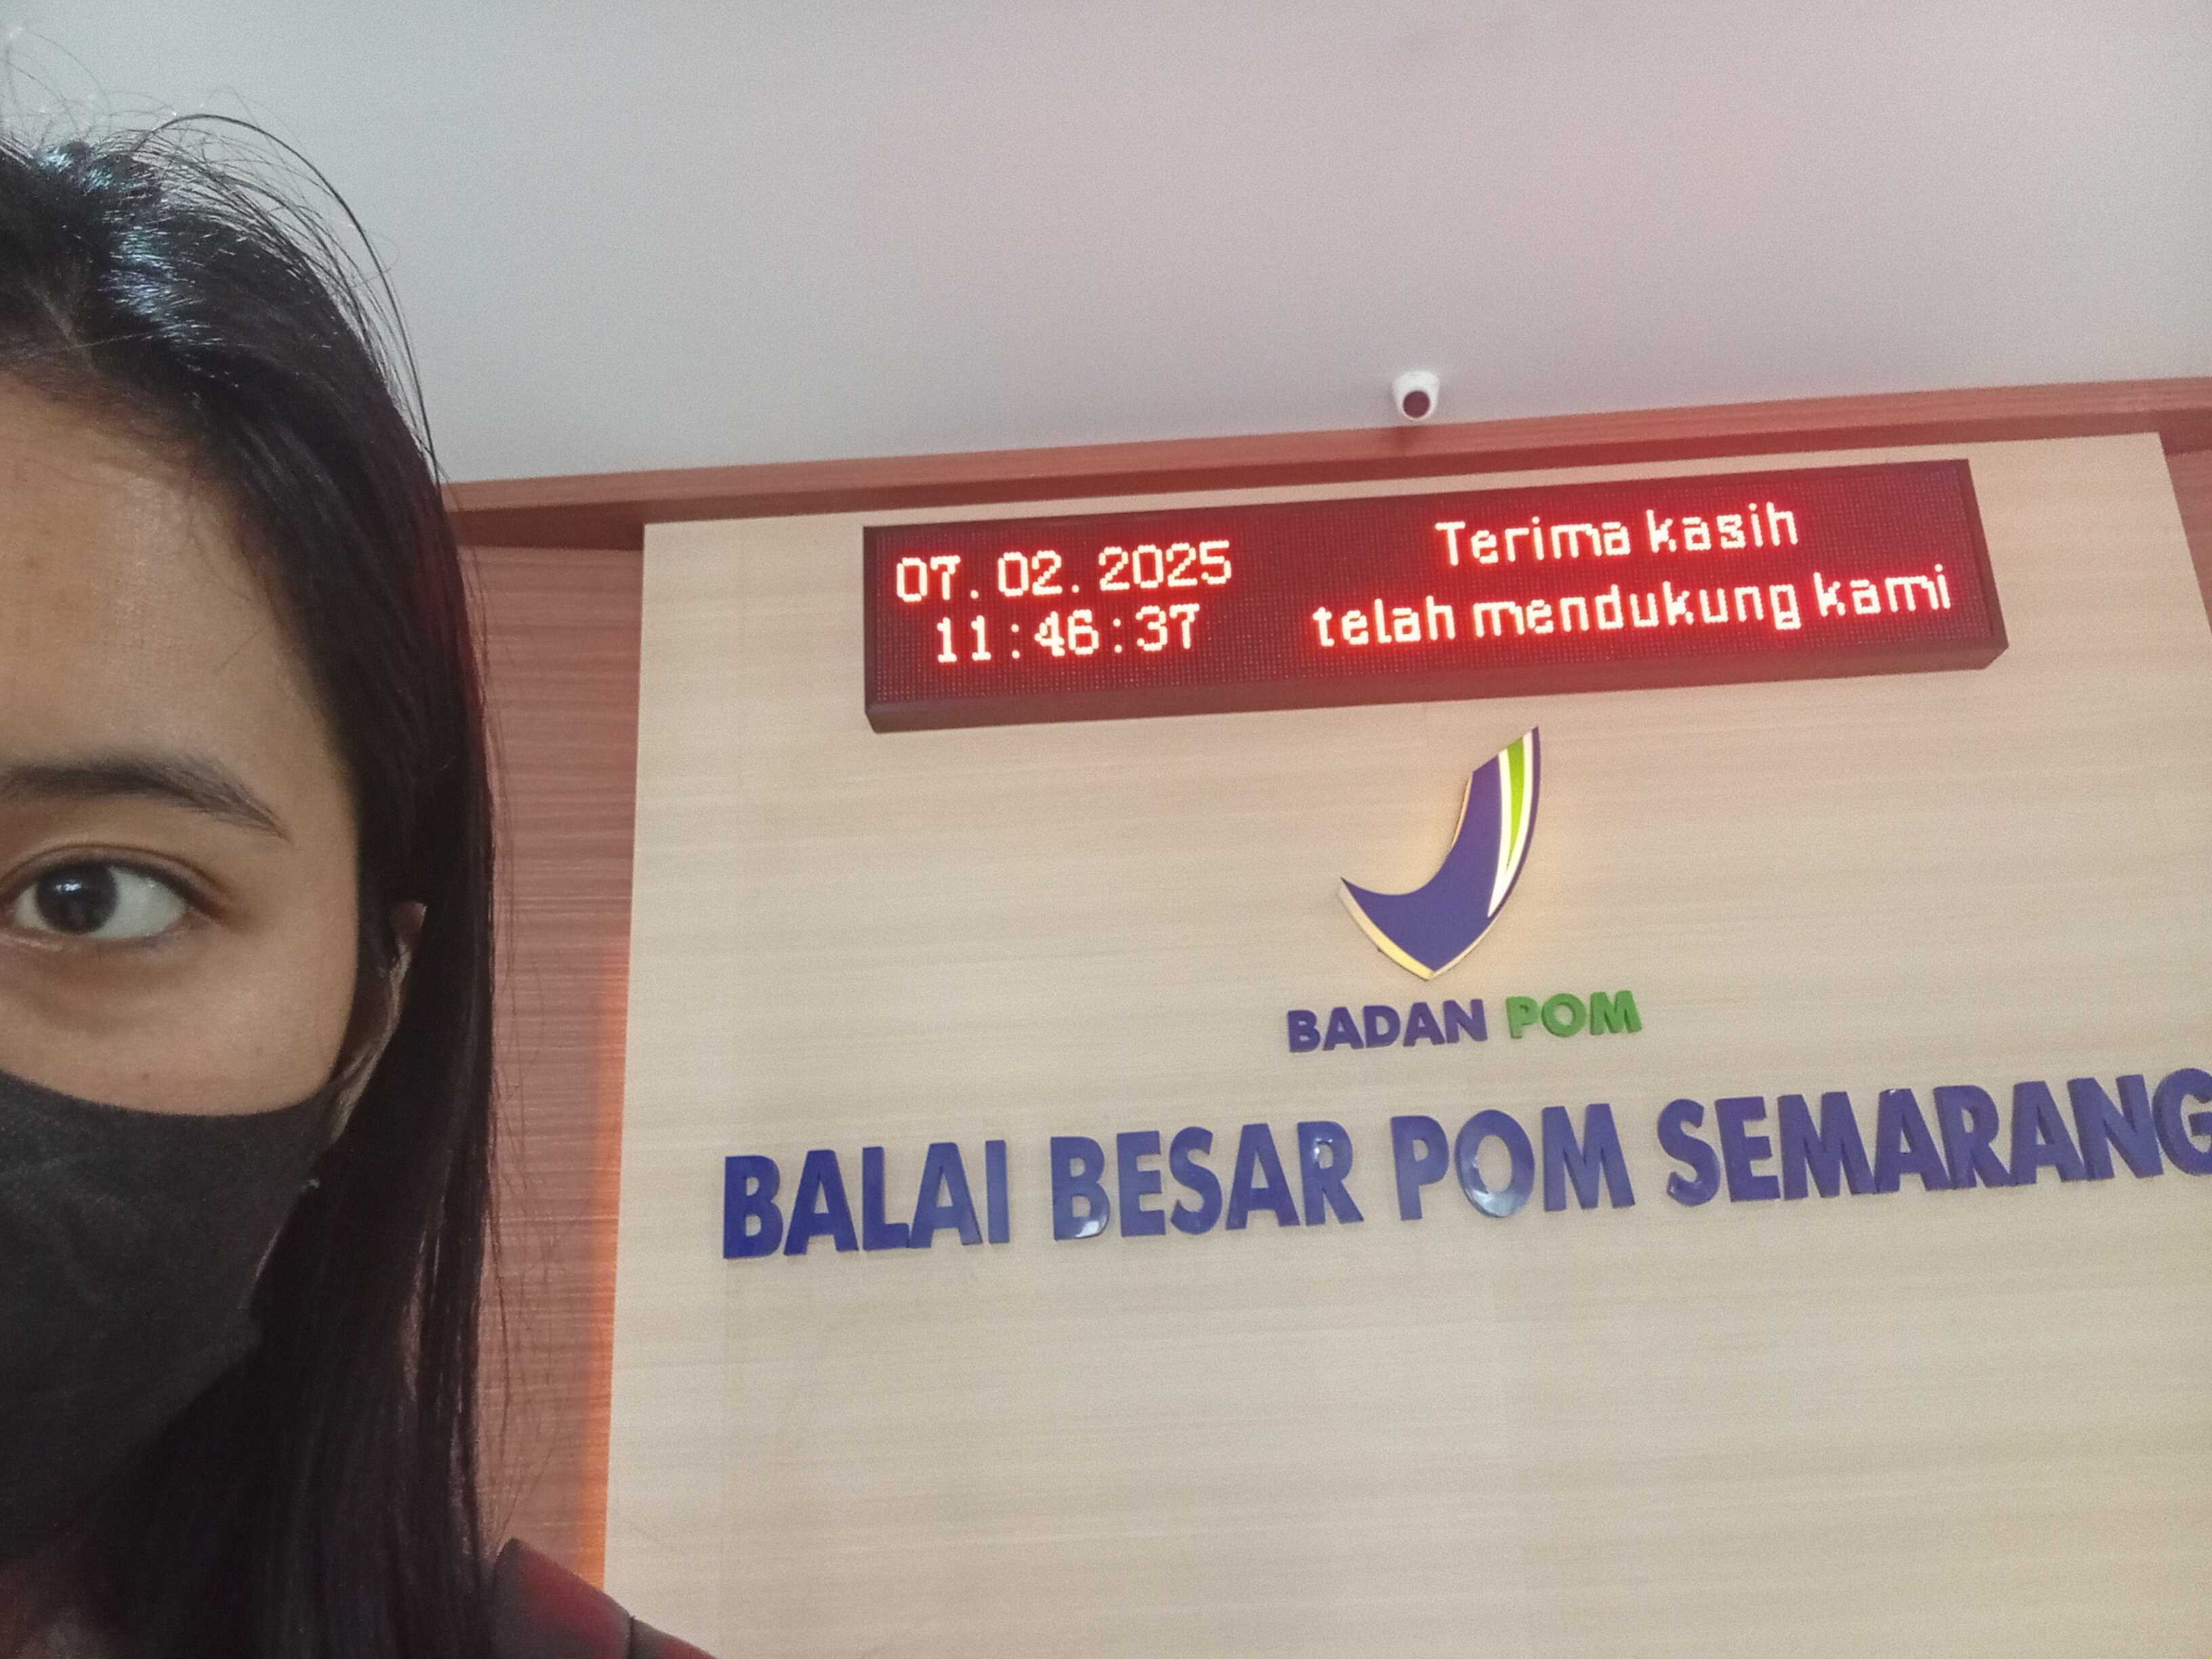 07.02.2025
11:46:37
Terima kasih
telah mendukung kami
BADAN POM
BALAI BESAR POM SEMARANG